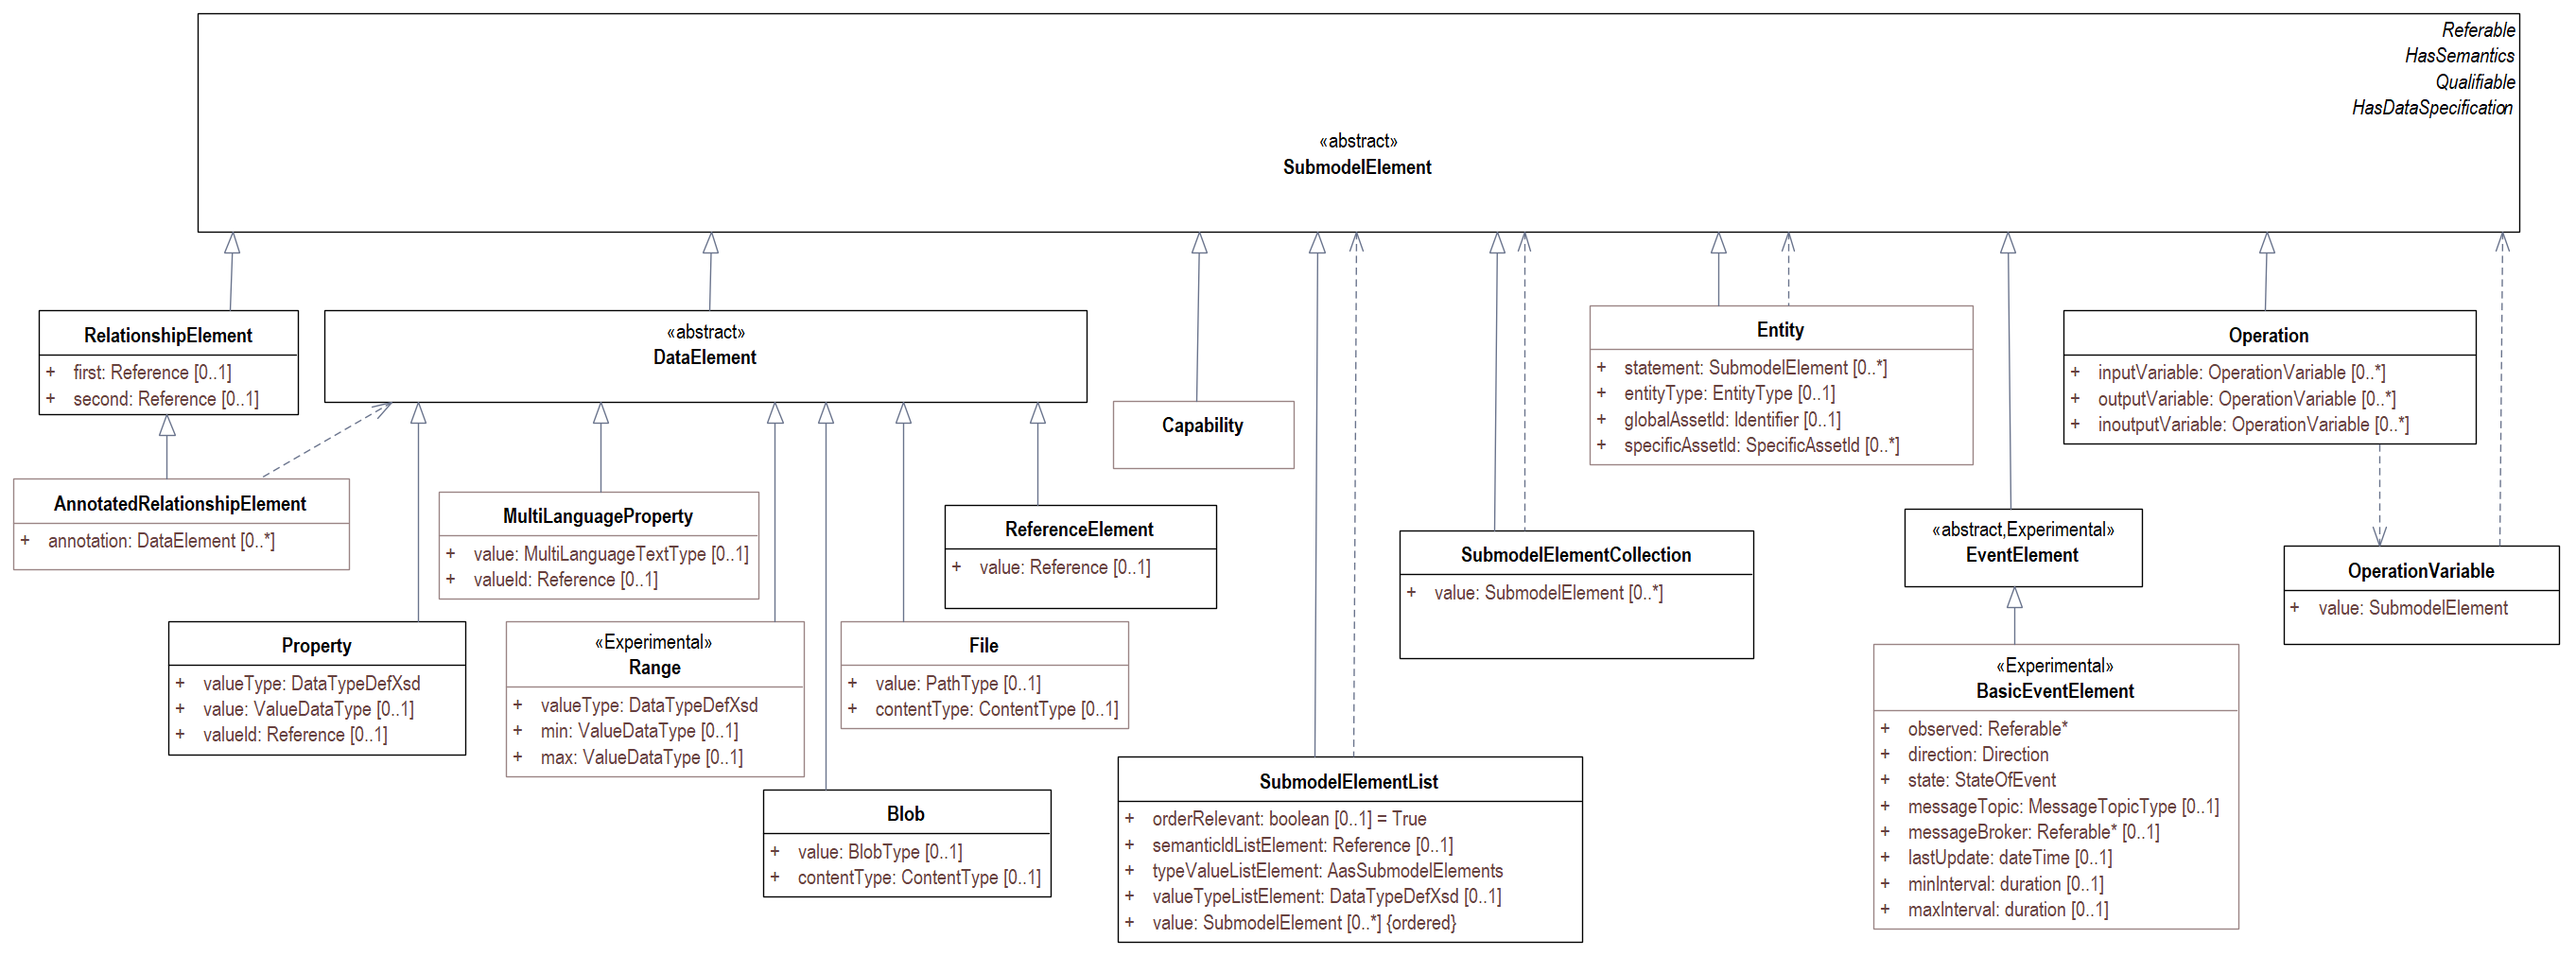 Referable
HasSemantics
Qualifiable
HasDataSpecification
«abstract»
SubmodelElement
RelationshipElement
+ first: Reference [0..1]
+ second: Reference [0..1]
«abstract»
DataElement
Capability
Entity
+ statement: SubmodelElement [0..*]
+ entityType: EntityType [0..1]
+ globalAssetId: Identifier [0..1]
+ specificAssetId: SpecificAssetId [0..*]
Operation
+ inputVariable: OperationVariable [0..*]
+ outputVariable: OperationVariable [0..*]
+ inoutputVariable: OperationVariable [0..*]
AnnotatedRelationshipElement
+ annotation: DataElement [0..*]
MultiLanguageProperty
+ value: MultiLanguageTextType [0..1]
+ valueId: Reference [0..1]
ReferenceElement
+ value: Reference [0..1]
SubmodelElementCollection
+ value: SubmodelElement [0..*]
«abstract,Experimental»
EventElement
OperationVariable
+ value: SubmodelElement
Property
+ valueType: DataTypeDefXsd
+ value: ValueDataType [0..1]
+ valueId: Reference [0..1]
«Experimental»
Range
+ valueType: DataTypeDefXsd
+ min: ValueDataType [0..1]
+ max: ValueDataType [0..1]
File
+ value: PathType [0..1]
+ contentType: ContentType [0..1]
«Experimental»
BasicEventElement
+ observed: Referable*
+ direction: Direction
+ state: StateOfEvent
+ messageTopic: MessageTopicType [0..1]
+ messageBroker: Referable* [0..1]
+ lastUpdate: dateTime [0..1]
+ minInterval: duration [0..1]
+ maxInterval: duration [0..1]
Blob
+ value: BlobType [0..1]
+ contentType: ContentType [0..1]
SubmodelElementList
+ orderRelevant: boolean [0..1] = True
+ semanticIdListElement: Reference [0..1]
+ typeValueListElement: AasSubmodelElements
+ valueTypeListElement: DataTypeDefXsd [0..1]
+ value: SubmodelElement [0..*] {ordered}